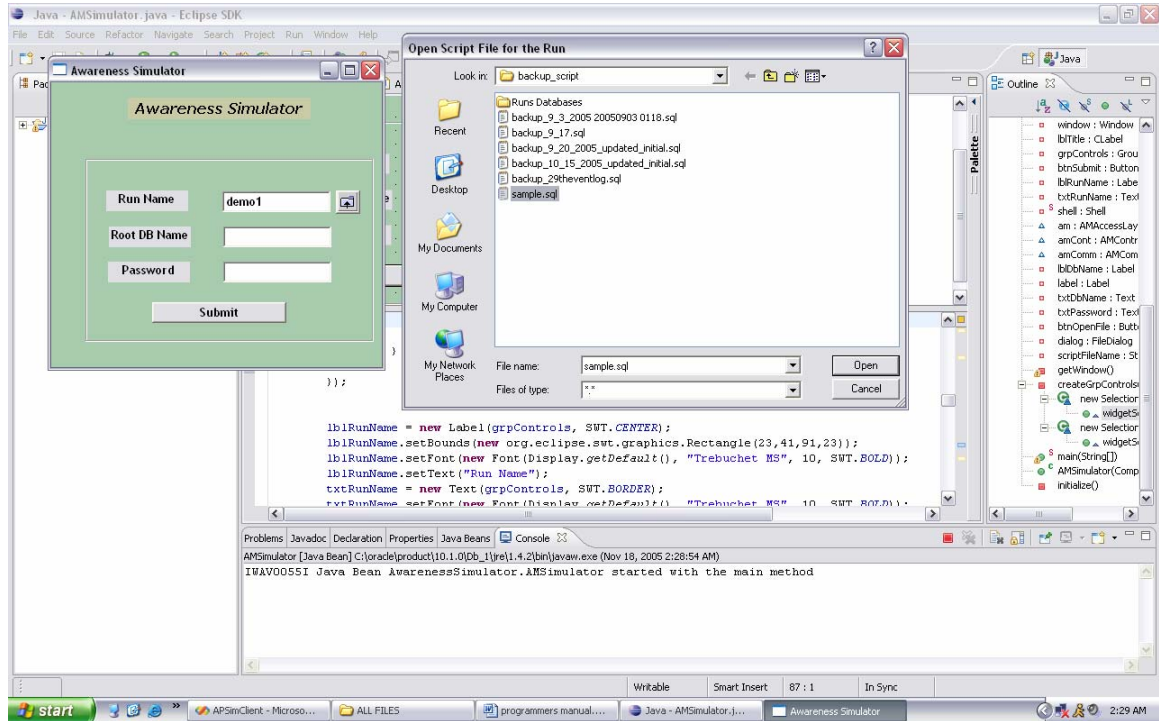 Java - AMSimulator.java - Eclipse SDK
File Edit Source Refactor Navigate Search Project Run Window Help
Java
Awareness Simulator
Awareness Simulator
Run Name
demo1
Root DB Name
Password
Submit
Open Script File for the Run
Look in:
backup_script
Recent
Desktop
My Documents
My Computer
My Network
Places
Runs Databases
backup_9_3_2005 20050903 0118.sql
backup_9_17.sql
backup_9_20_2005_updated_initial.sql
backup_10_15_2005_updated_initial.sql
backup_29theventlog.sql
sample.sql
File name:
sample.sql
Open
Files of type:
*.*
Cancel
Palette
Outline
window : Window
lblTitle : CLabel
grpControls : Grou
btnSubmit : Button
lblRunName : Labe
txtRunName : Text
shell : Shell
am : AMAccessLay
amCont : AMContr
amComm : AMCom
lblDbName : Label
label : Label
txtDbName : Text
txtPassword : Text
btnOpenFile : Butt
dialog : FileDialog
scriptFileName : St
getWindow()
createGrpControls
new Selection
widgetS
new Selection
widgetS
main(String[])
AMSimulator(Comp
initialize()
}
});
lblRunName = new Label(grpControls, SWT.CENTER);
lblRunName.setBounds(new org.eclipse.swt.graphics.Rectangle(23,41,91,23));
lblRunName.setFont(new Font(Display.getDefault(), "Trebuchet MS", 10, SWT.BOLD));
lblRunName.setText("Run Name");
txtRunName = new Text(grpControls, SWT.BORDER);
txtRunName.setFont(new Font(Display.getDefault(), "Trebuchet MS", 10, SWT.BOLD));
Problems Javadoc Declaration Properties Java Beans Console
AMSimulator [Java Bean] C:\oracle\product\10.1.0\Db_1\jre\1.4.2\bin\javaw.exe (Nov 18, 2005 2:28:54 AM)
IWAV0055I Java Bean AwarenessSimulator.AMSimulator started with the main method
Writable Smart Insert 87 : 1 In Sync
start
APSimClient - Microso...
ALL FILES
programmers manual....
Java - AMSimulator.j...
Awareness Simulator
2:29 AM